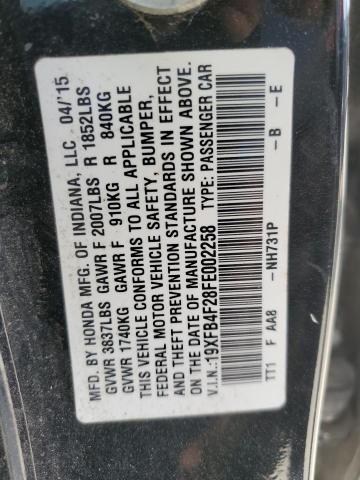 MFD. BY HONDA MFG. OF INDIANA, LLC 04/'15
GVWR 3837LBS GAWR F 2007LBS R 1852LBS
GVWR 1740KG GAWR F 910KG R 840KG
THIS VEHICLE CONFORMS TO ALL APPLICABLE
FEDERAL MOTOR VEHICLE SAFETY, BUMPER,
AND THEFT PREVENTION STANDARDS IN EFFECT
ON THE DATE OF MANUFACTURE SHOWN ABOVE.
V.I.N.:19XFB4F28FE002258 TYPE: PASSENGER CAR
TT1 F AA8 -NH731P -B -E